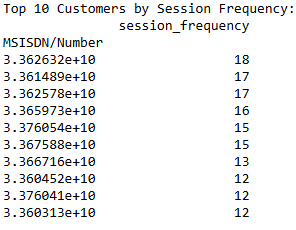 Top 10 Customers by Session Frequency:
session_frequency
MSISDN/Number
3.362632e+10 18
3.361489e+10 17
3.362578e+10 17
3.365973e+10 16
3.376054e+10 15
3.367588e+10 15
3.366716e+10 13
3.360452e+10 12
3.376041e+10 12
3.360313e+10 12